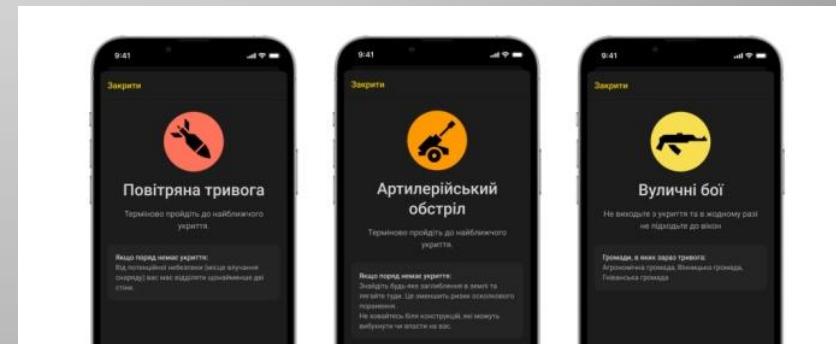 9:41
Закрити
Повітряна тривога
Терміново пройдіть до найближчого
укриття.
Якщо поряд немає укриття:
Від потенційної небезпеки (місце влучання
снаряду) вас має відділяти щонайменше дві
стіни.
9:41
Закрити
Артилерійський
обстріл
Терміново пройдіть до найближчого
укриття.
Якщо поряд немає укриття:
Знайдіть будь-яке заглиблення в землі та
лягайте туди. Це зменшить ризик осколкового
поранення.
Не ховайтесь біля конструкцій, які можуть
вибухнути чи впасти на вас.
9:41
Закрити
Вуличні бої
Не виходьте з укриття та в жодному разі
не підходьте до вікон
Громади, в яких зараз тривога:
Агрономічна громада, Вінницька громада,
Гніванська громада